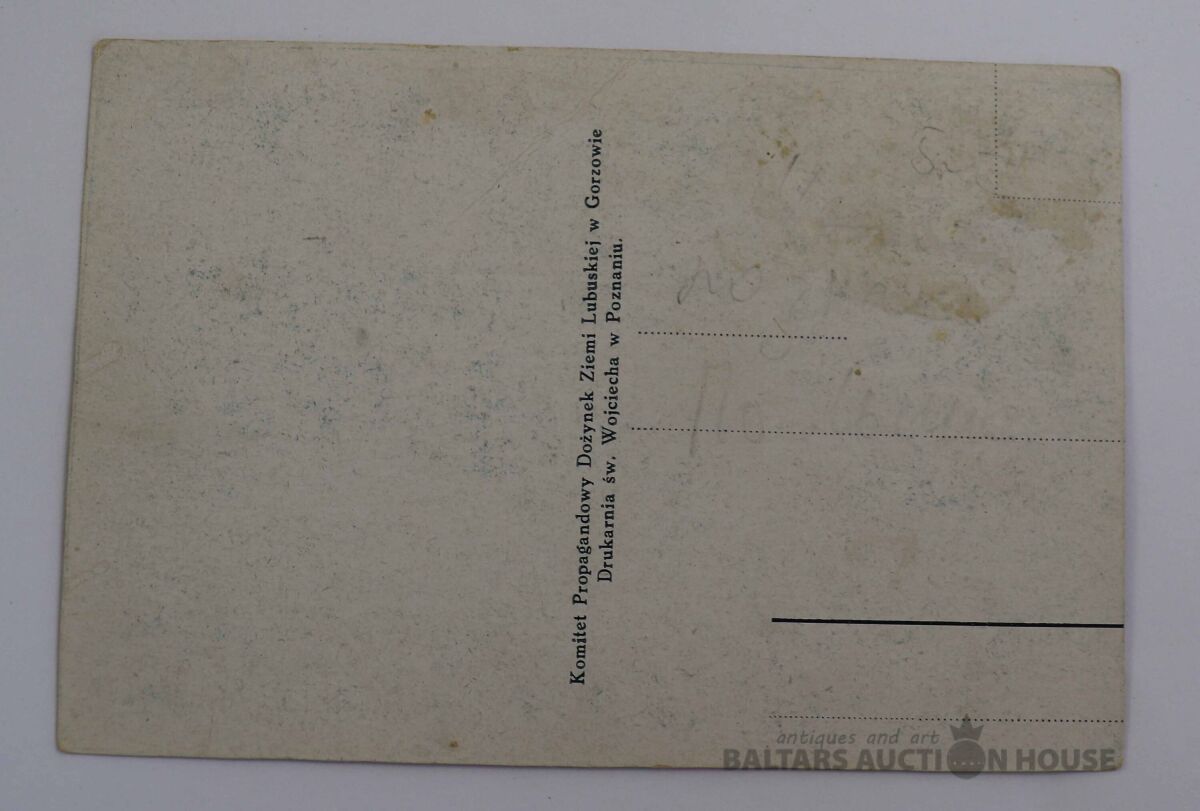 Komitet Propagandowy Dożynek Ziemi Lubuskiej w Gorzowie
Drukarnia św. Wojciecha w Poznaniu.
antiques and art
BALTARS AUCTION HOUSE